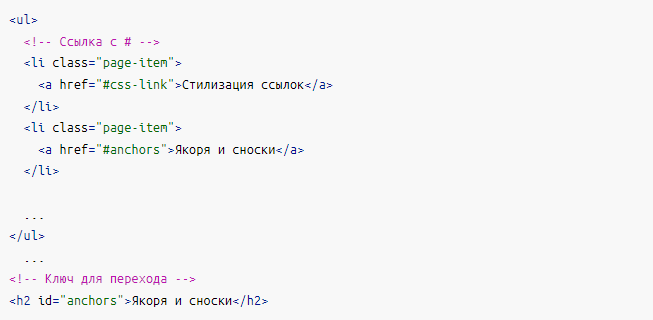 <ul>
  <!-- Ссылка с # -->
  <li class="page-item">
    <a href="#css-link">Стилизация ссылок</a>
  </li>
  <li class="page-item">
    <a href="#anchors">Якоря и сноски</a>
  </li>

  ...
</ul>
  ...
<!-- Ключ для перехода -->
<h2 id="anchors">Якоря и сноски</h2>